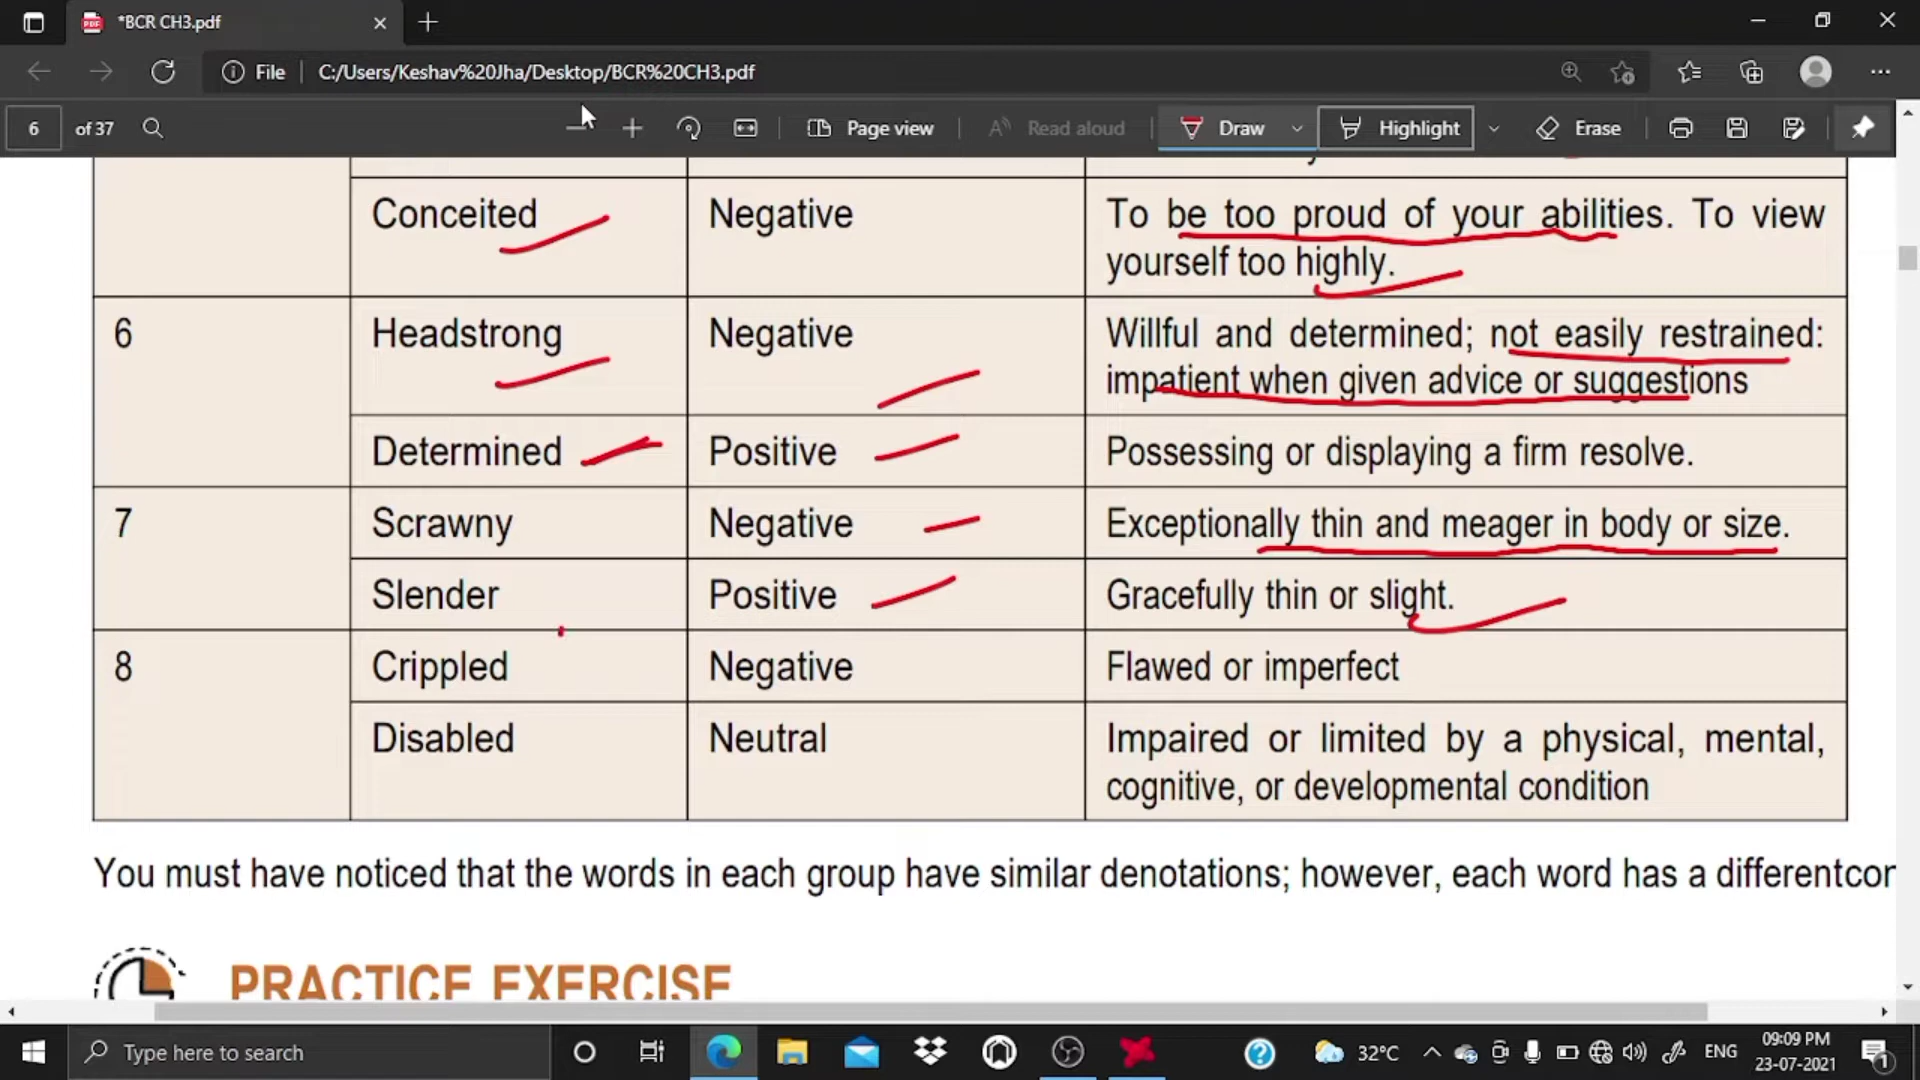 *BCR CH3.pdf
File
C:/Users/Keshav%20Jha/Desktop/BCR%20CH3.pdf
6 of 37
Page view
Read aloud
Draw
Highlight
Erase
Conceited Negative To be too proud of your abilities. To view
yourself too highly.
6 Headstrong Negative Willful and determined; not easily restrained:
impatient when given advice or suggestions
Determined Positive Possessing or displaying a firm resolve.
7 Scrawny Negative Exceptionally thin and meager in body or size.
Slender Positive Gracefully thin or slight.
8 Crippled Negative Flawed or imperfect
Disabled Neutral Impaired or limited by a physical, mental,
cognitive, or developmental condition
You must have noticed that the words in each group have similar denotations; however, each word has a differentcor
PRACTICE EXERCISE
Type here to search
32°C
ENG
09:09 PM
23-07-2021
1